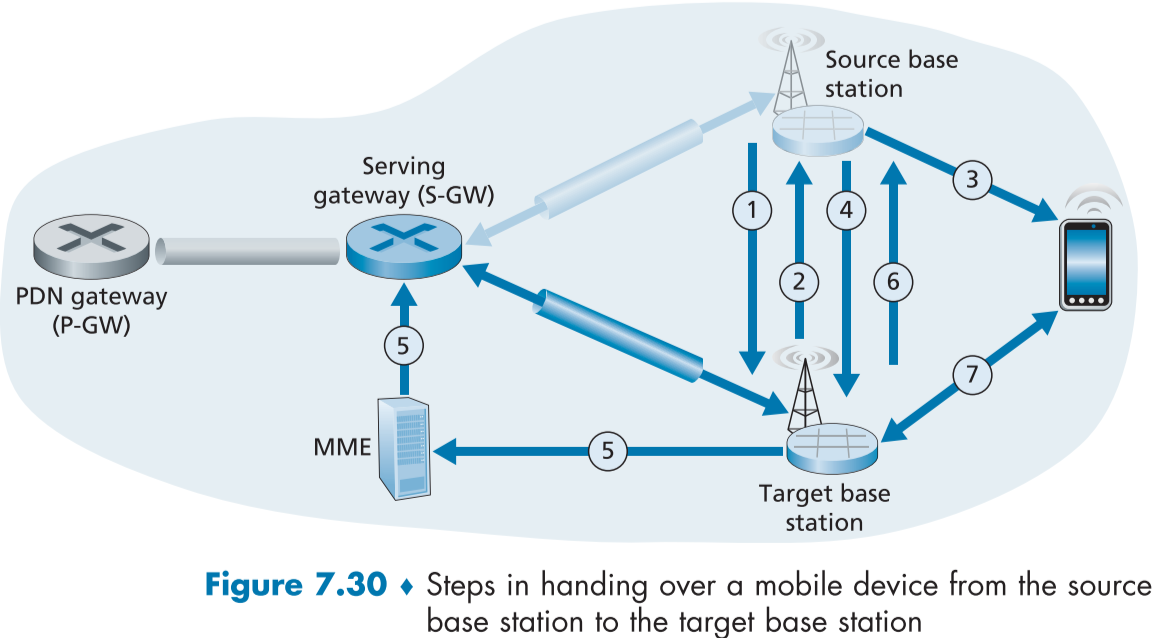 Source base
station
Serving
gateway (S-GW)
3
1
4
PDN gateway
(P-GW)
2
6
5
7
MME
5
Target base
station
Figure 7.30 ♦ Steps in handing over a mobile device from the source
base station to the target base station